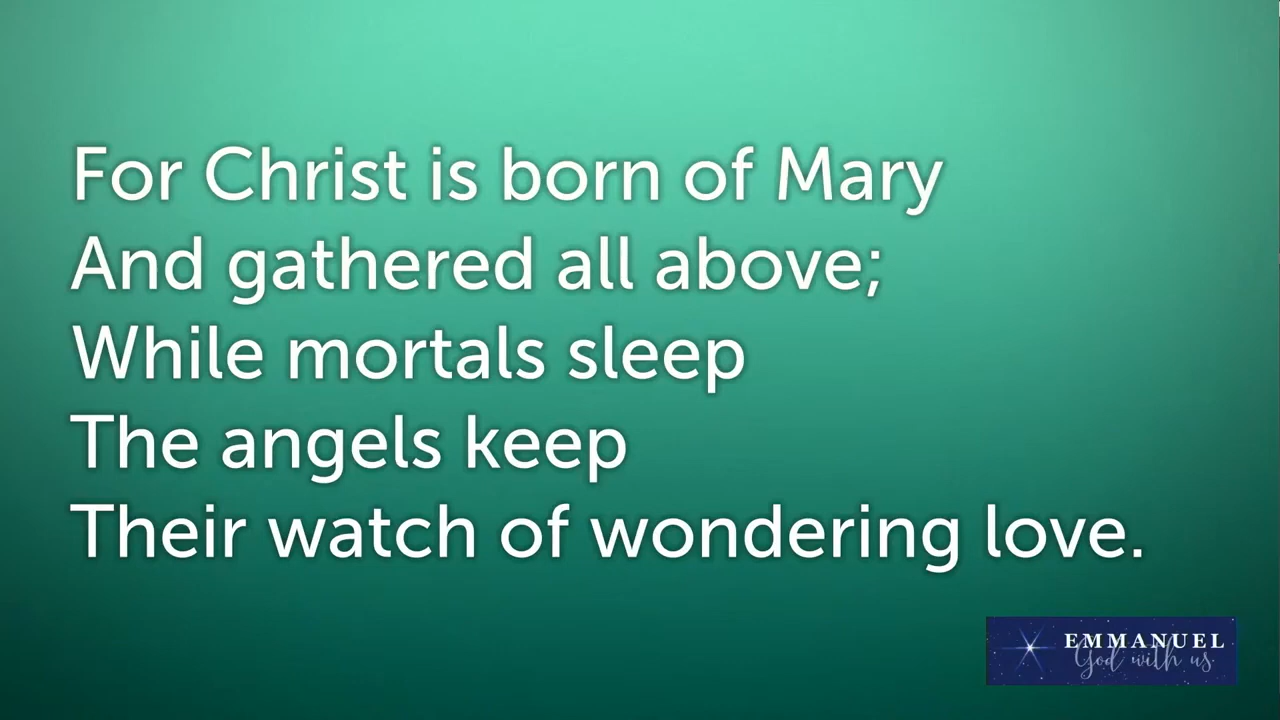 For Christ is born of Mary
And gathered all above;
While mortals sleep
The angels keep
Their watch of wondering love.
EMMANUEL
God with us